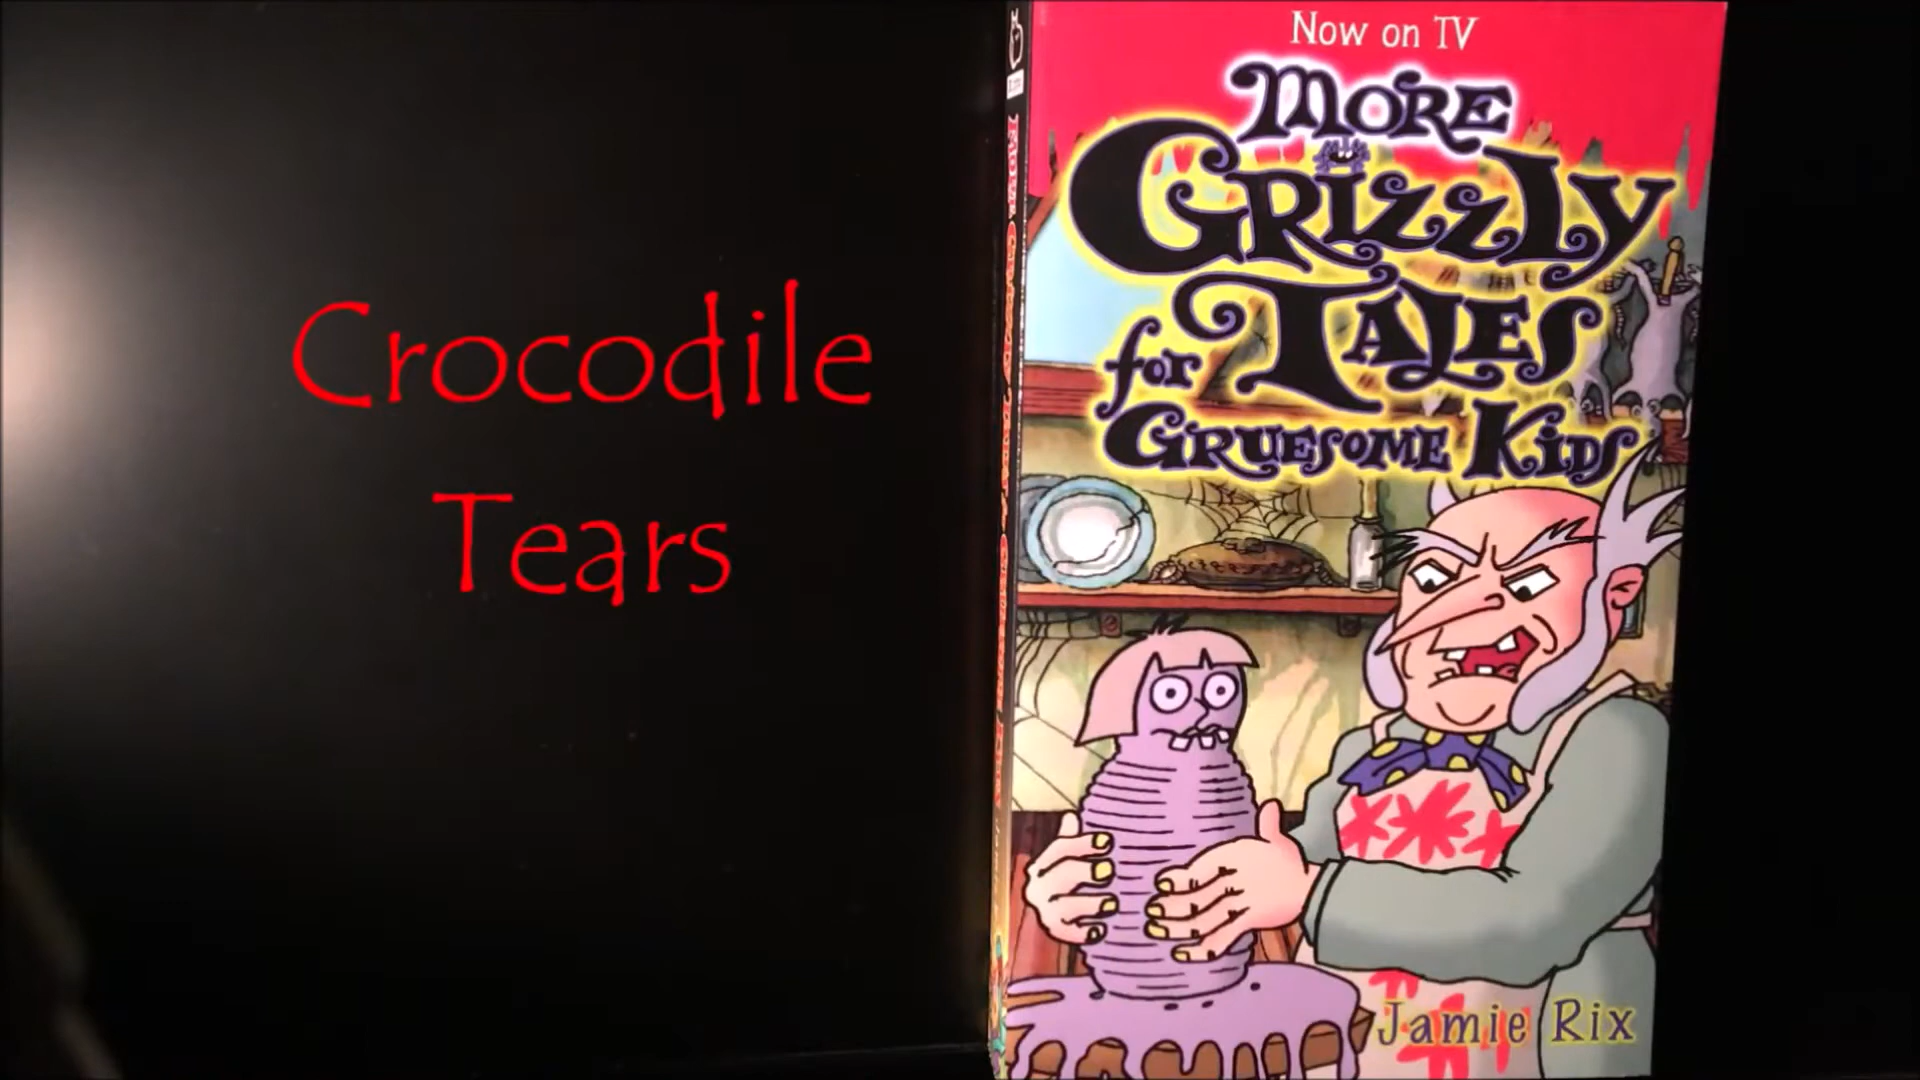 Crocodile
Tears
Now on TV
MORE
GRIZZLY
TALES
for
GRUESOME KIDS
Jamie Rix